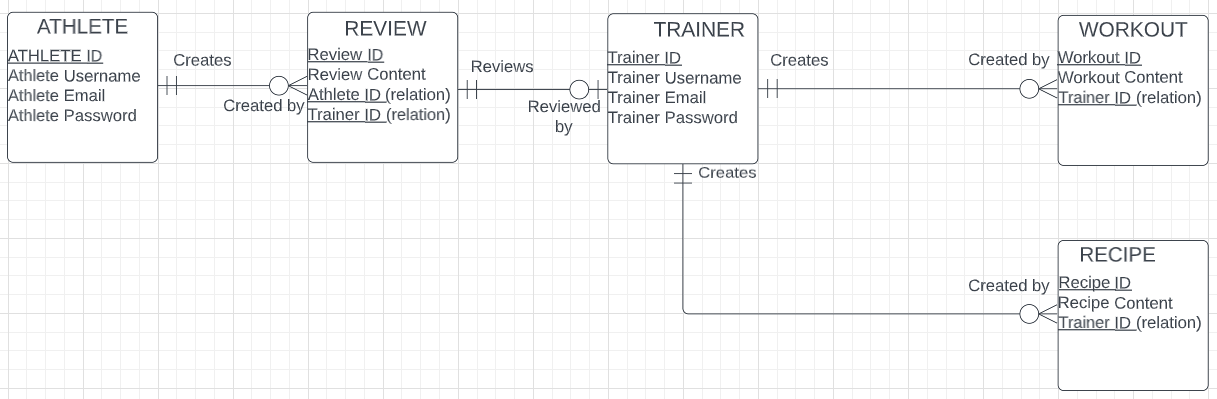 ATHLETE
ATHLETE ID
Athlete Username
Athlete Email
Athlete Password
Creates
Created by
REVIEW
Review ID
Review Content
Athlete ID (relation)
Trainer ID (relation)
Reviews
Reviewed
by
TRAINER
Trainer ID
Trainer Username
Trainer Email
Trainer Password
Creates
Created by
WORKOUT
Workout ID
Workout Content
Trainer ID (relation)
Creates
Created by
RECIPE
Recipe ID
Recipe Content
Trainer ID (relation)